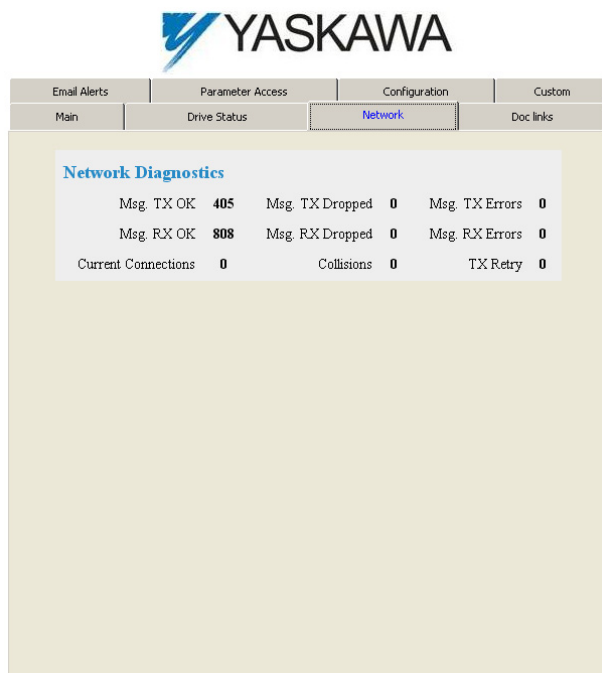 YASKAWA
Email Alerts Parameter Access Configuration Custom
Main Drive Status Network Doc links
Network Diagnostics
Msg. TX OK 405 Msg. TX Dropped 0 Msg. TX Errors 0
Msg. RX OK 808 Msg. RX Dropped 0 Msg. RX Errors 0
Current Connections 0 Collisions 0 TX Retry 0